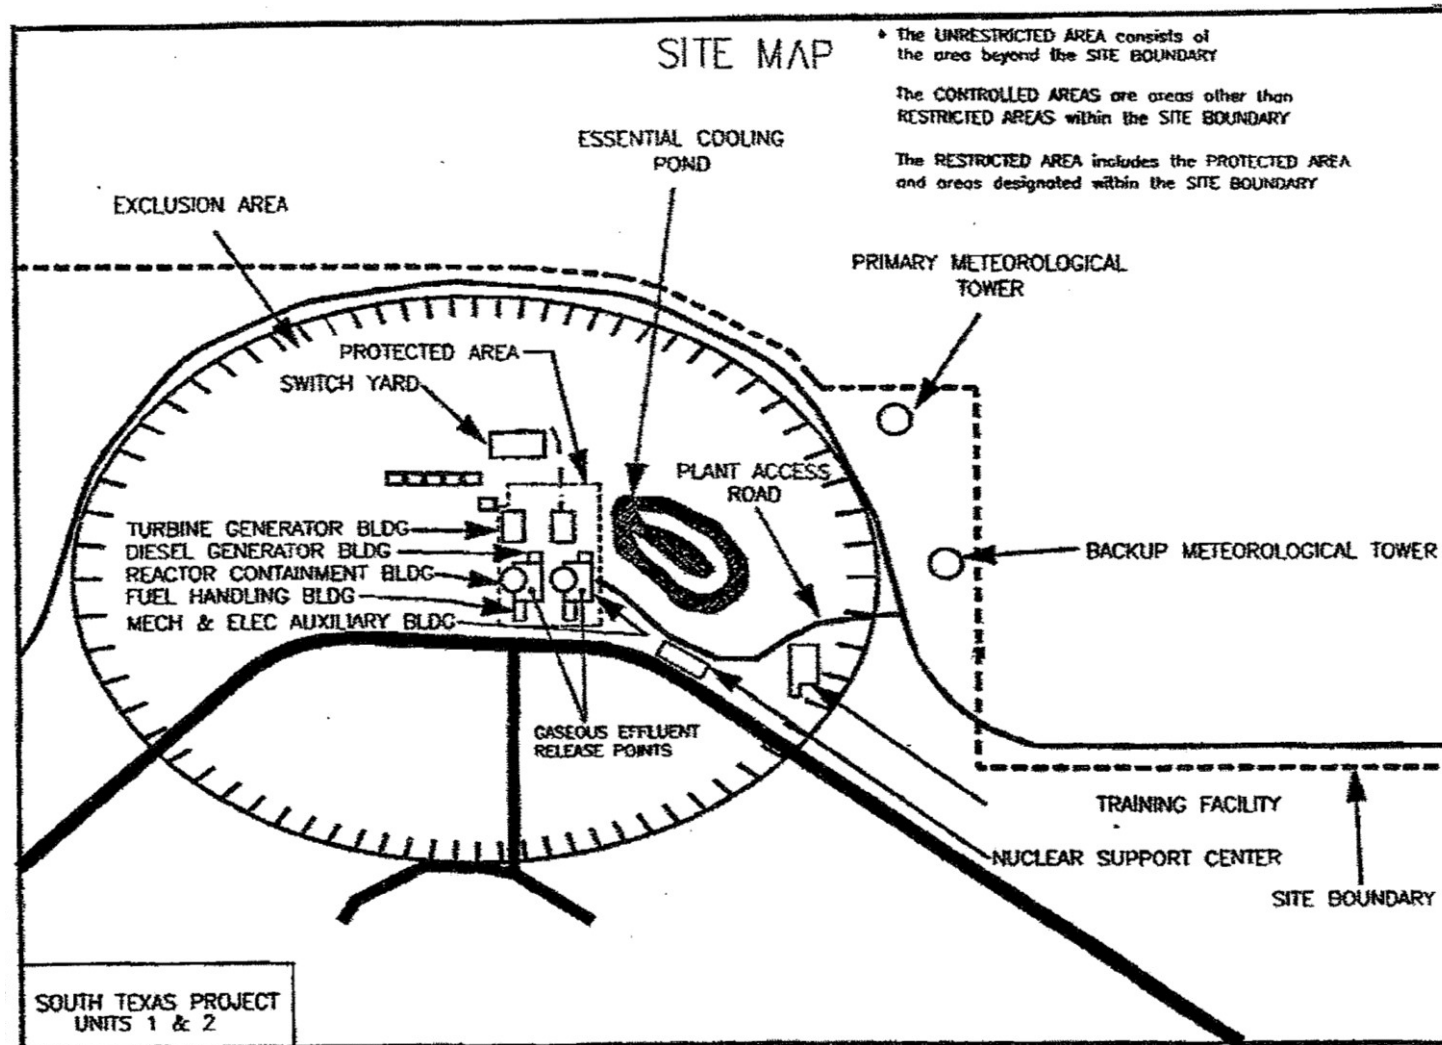 SITE MAP
* The UNRESTRICTED AREA consists of
the area beyond the SITE BOUNDARY
The CONTROLLED AREAS are areas other than
RESTRICTED AREAS within the SITE BOUNDARY
The RESTRICTED AREA includes the PROTECTED AREA
and areas designated within the SITE BOUNDARY
ESSENTIAL COOLING
POND
EXCLUSION AREA
PRIMARY METEOROLOGICAL
TOWER
PROTECTED AREA
SWITCH YARD
PLANT ACCESS
ROAD
TURBINE GENERATOR BLDG
DIESEL GENERATOR BLDG
REACTOR CONTAINMENT BLDG
FUEL HANDLING BLDG
MECH & ELEC AUXILIARY BLDG
BACKUP METEOROLOGICAL TOWER
GASEOUS EFFLUENT
RELEASE POINTS
TRAINING FACILITY
NUCLEAR SUPPORT CENTER
SITE BOUNDARY
SOUTH TEXAS PROJECT
UNITS 1 & 2